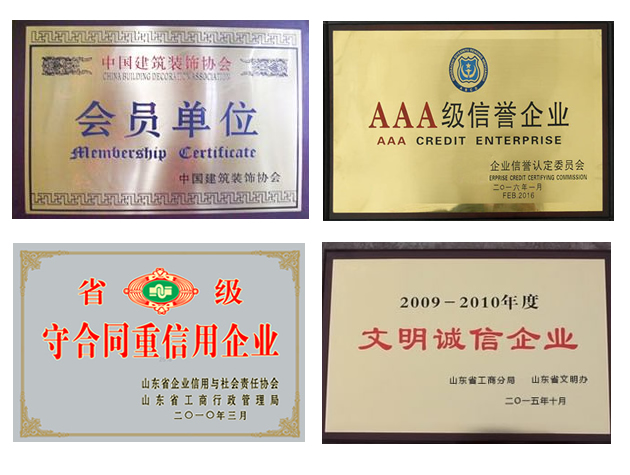 中国建筑装饰协会
CHINA BUILDING DECORATION ASSOCIATION
会员单位
Membership Certificate
中国建筑装饰协会
AAA级信誉企业
AAA CREDIT ENTERPRISE
企业信誉认定委员会
ERPRISE CREDIT CERTIFYING COMMISSION
二〇一六年一月
FEB.2016
省 级
守合同重信用企业
山东省企业信用与社会责任协会
山东省工商行政管理局
二〇一〇年三月
2009-2010年度
文明诚信企业
山东省工商分局 山东省文明办
二〇一五年十月